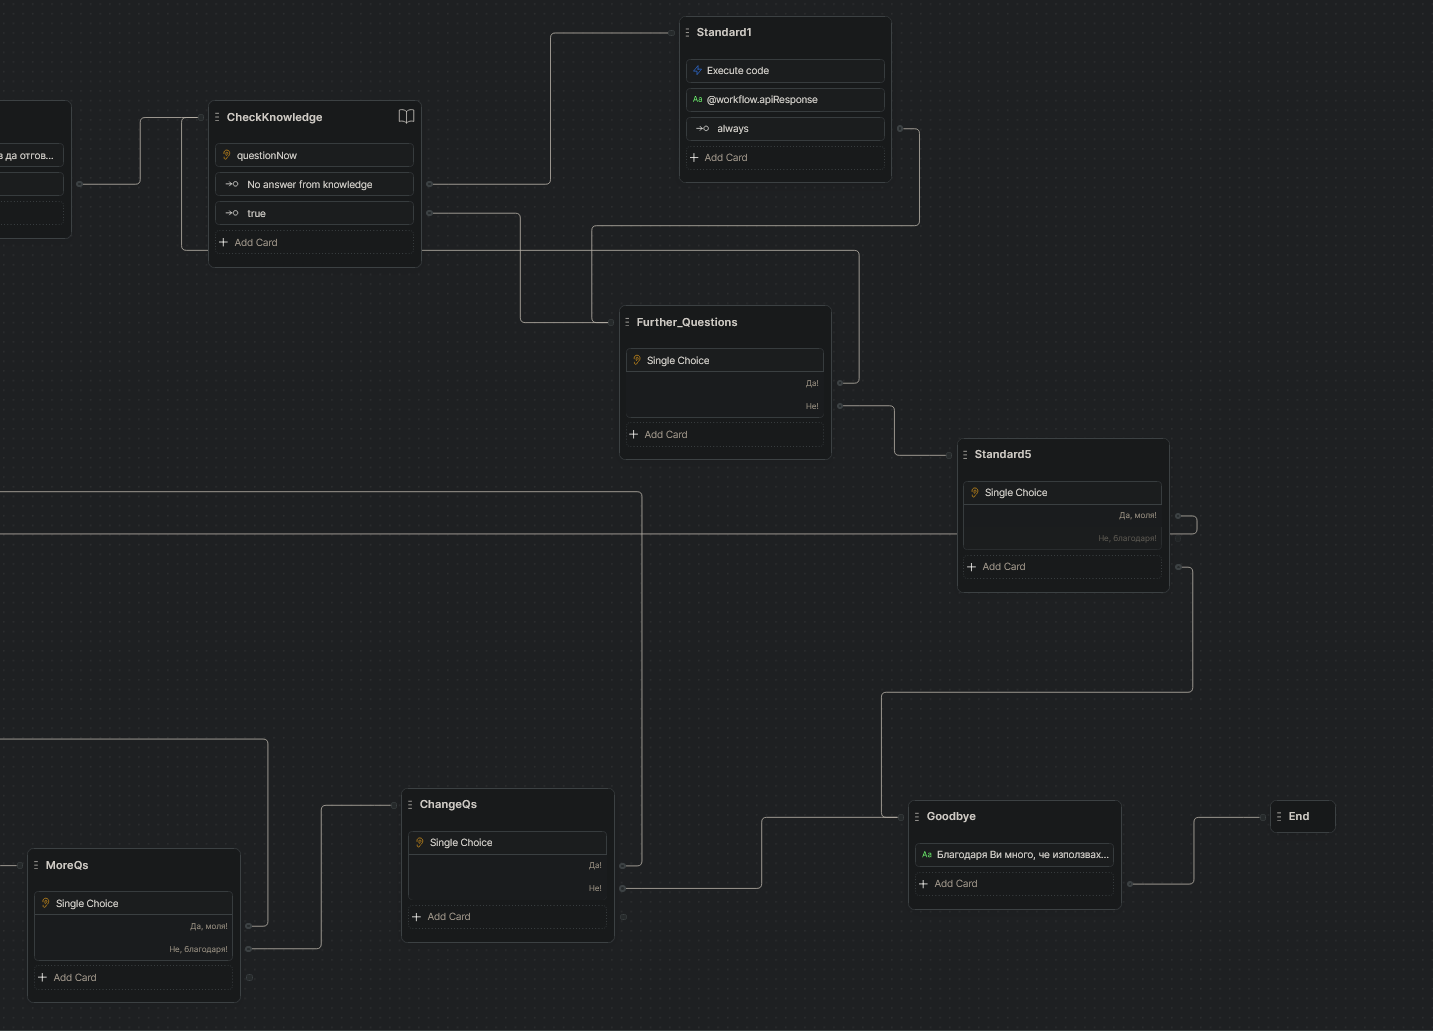 Standard1
Execute code
Aa @workflow.apiResponse
always
+ Add Card
CheckKnowledge
questionNow
No answer from knowledge
true
+ Add Card
да отгов...
Further_Questions
Single Choice
Да!
Не!
+ Add Card
Standard5
Single Choice
Да, моля!
Не, благодаря!
+ Add Card
ChangeQs
Single Choice
Да!
Не!
+ Add Card
Goodbye
Aa Благодаря Ви много, че използвах...
+ Add Card
End
MoreQs
Single Choice
Да, моля!
Не, благодаря!
+ Add Card